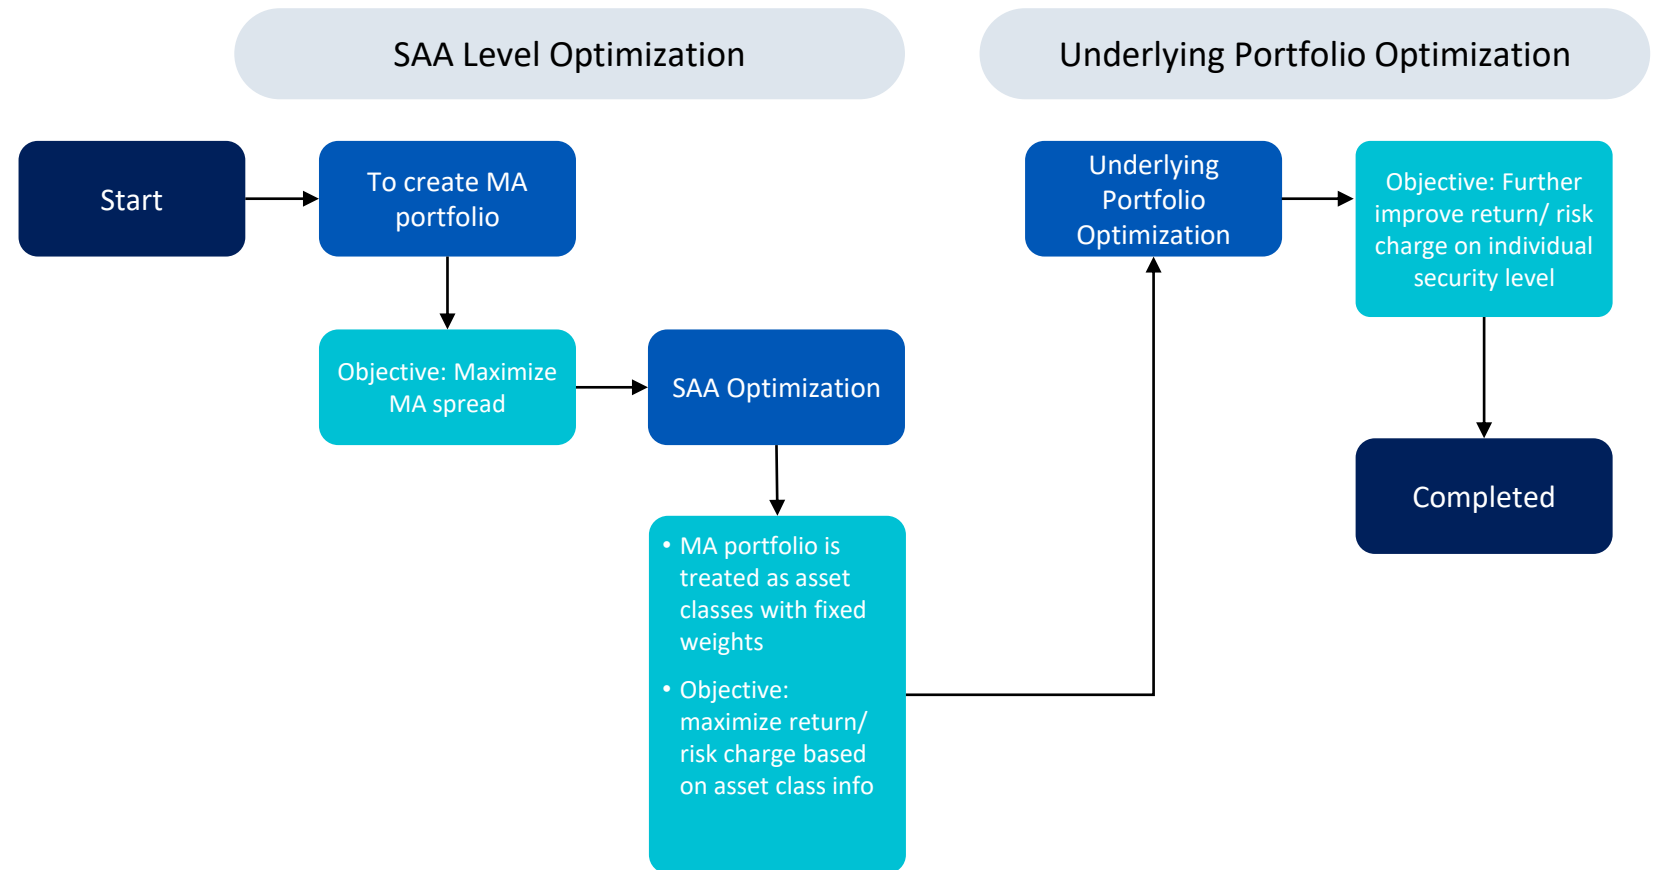 SAA Level Optimization
Underlying Portfolio Optimization
Start
To create MA
portfolio
Objective: Maximize
MA spread
SAA Optimization
• MA portfolio is
treated as asset
classes with fixed
weights
• Objective:
maximize return/
risk charge based
on asset class info
Underlying
Portfolio
Optimization
Objective: Further
improve return/ risk
charge on individual
security level
Completed